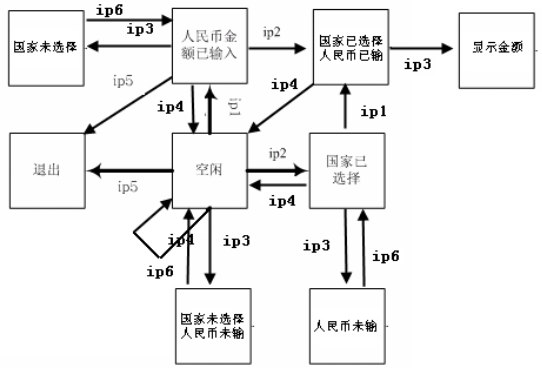 ip6
ip3
国家未选择
人民币金
额已输入
ip2
国家已选择
人民币已输
ip3
显示金额
ip5
ip4
ip1
ip4
ip1
退出
ip5
空闲
ip2
ip4
国家已
选择
ip4
ip6
ip3
ip3
ip6
国家未选择
人民币未输
人民币未输